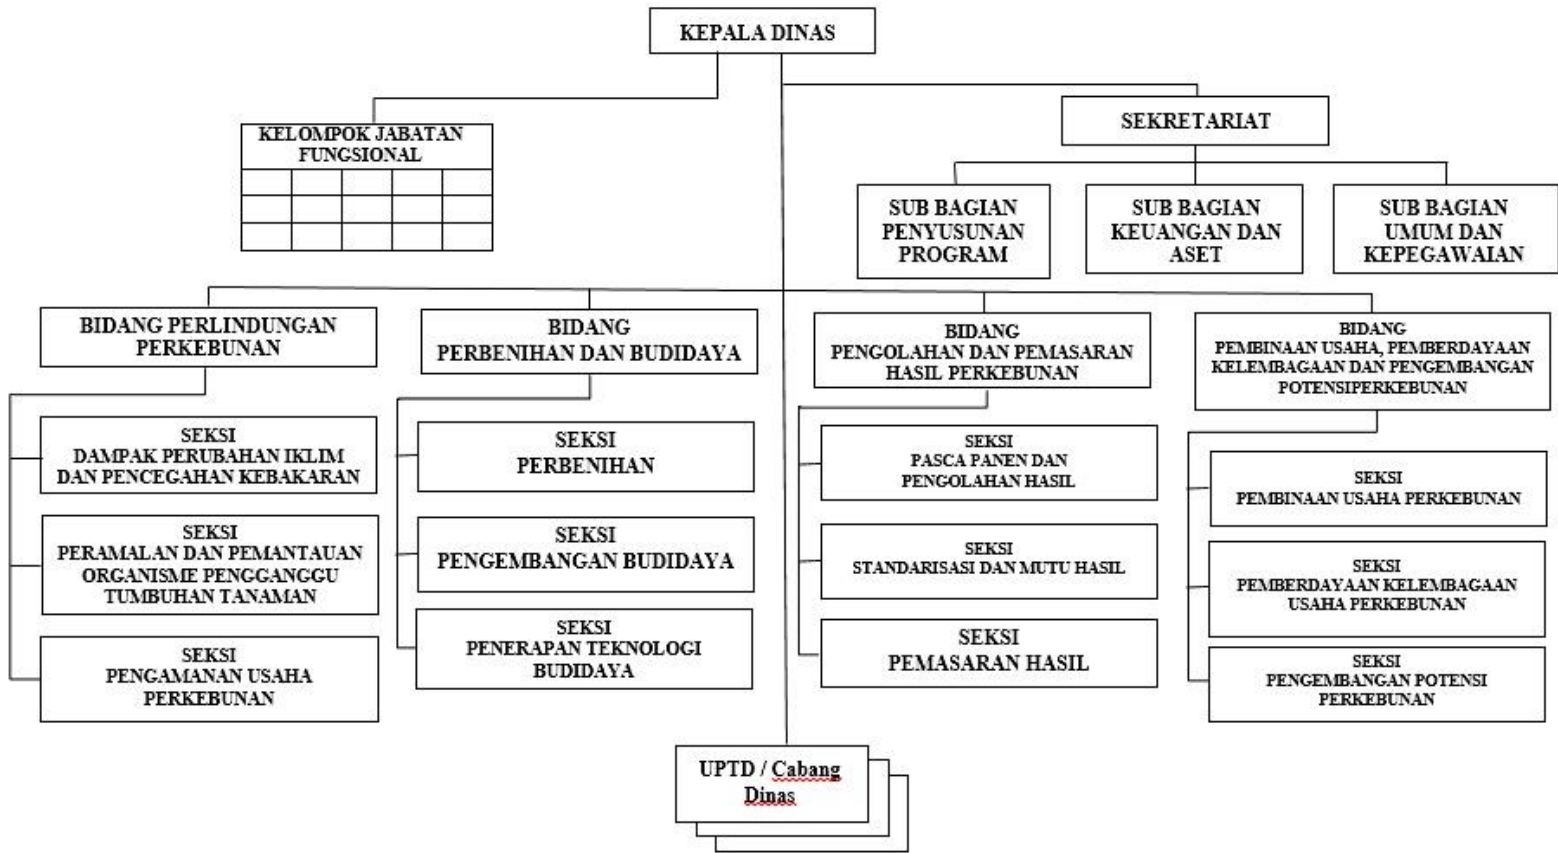 KEPALA DINAS
KELOMPOK JABATAN
FUNGSIONAL
SEKRETARIAT
SUB BAGIAN
PENYUSUNAN
PROGRAM
SUB BAGIAN
KEUANGAN DAN
ASET
SUB BAGIAN
UMUM DAN
KEPEGAWAIAN
BIDANG PERLINDUNGAN
PERKEBUNAN
SEKSI
DAMPAK PERUBAHAN IKLIM
DAN PENCEGAHAN KEBAKARAN
SEKSI
PERAMALAN DAN PEMANTAUAN
ORGANISME PENGGANGGU
TUMBUHAN TANAMAN
SEKSI
PENGAMANAN USAHA
PERKEBUNAN
BIDANG
PERBENIHAN DAN BUDIDAYA
SEKSI
PERBENIHAN
SEKSI
PENGEMBANGAN BUDIDAYA
SEKSI
PENERAPAN TEKNOLOGI
BUDIDAYA
BIDANG
PENGOLAHAN DAN PEMASARAN
HASIL PERKEBUNAN
SEKSI
PASCA PANEN DAN
PENGOLAHAN HASIL
SEKSI
STANDARISASI DAN MUTU HASIL
SEKSI
PEMASARAN HASIL
BIDANG
PEMBINAAN USAHA, PEMBERDAYAAN
KELEMBAGAAN DAN PENGEMBANGAN
POTENSIPERKEBUNAN
SEKSI
PEMBINAAN USAHA PERKEBUNAN
SEKSI
PEMBERDAYAAN KELEMBAGAAN
USAHA PERKEBUNAN
SEKSI
PENGEMBANGAN POTENSI
PERKEBUNAN
UPTD / Cabang
Dinas